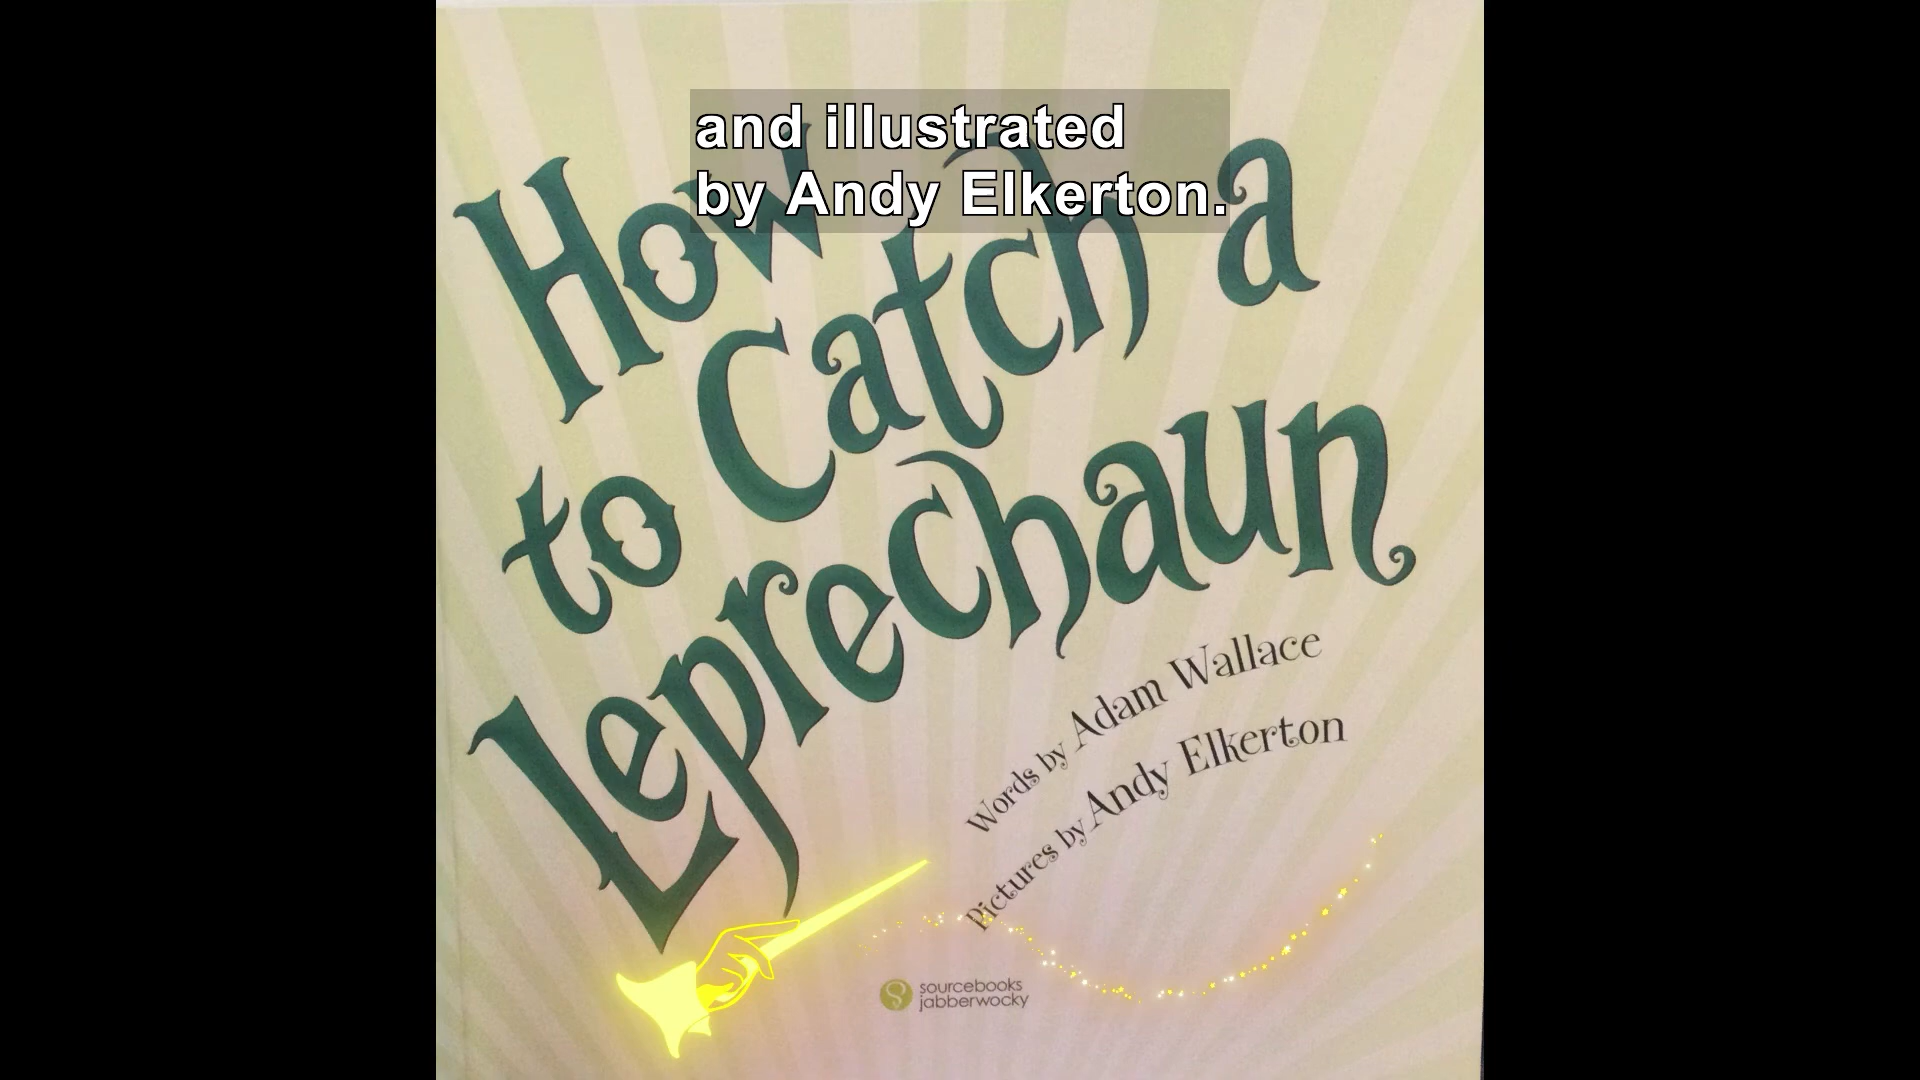 and illustrated
by Andy Elkerton.
How
to Catch a
Leprechaun
Words by Adam Wallace
Pictures by Andy Elkerton
sourcebooks
jabberwocky